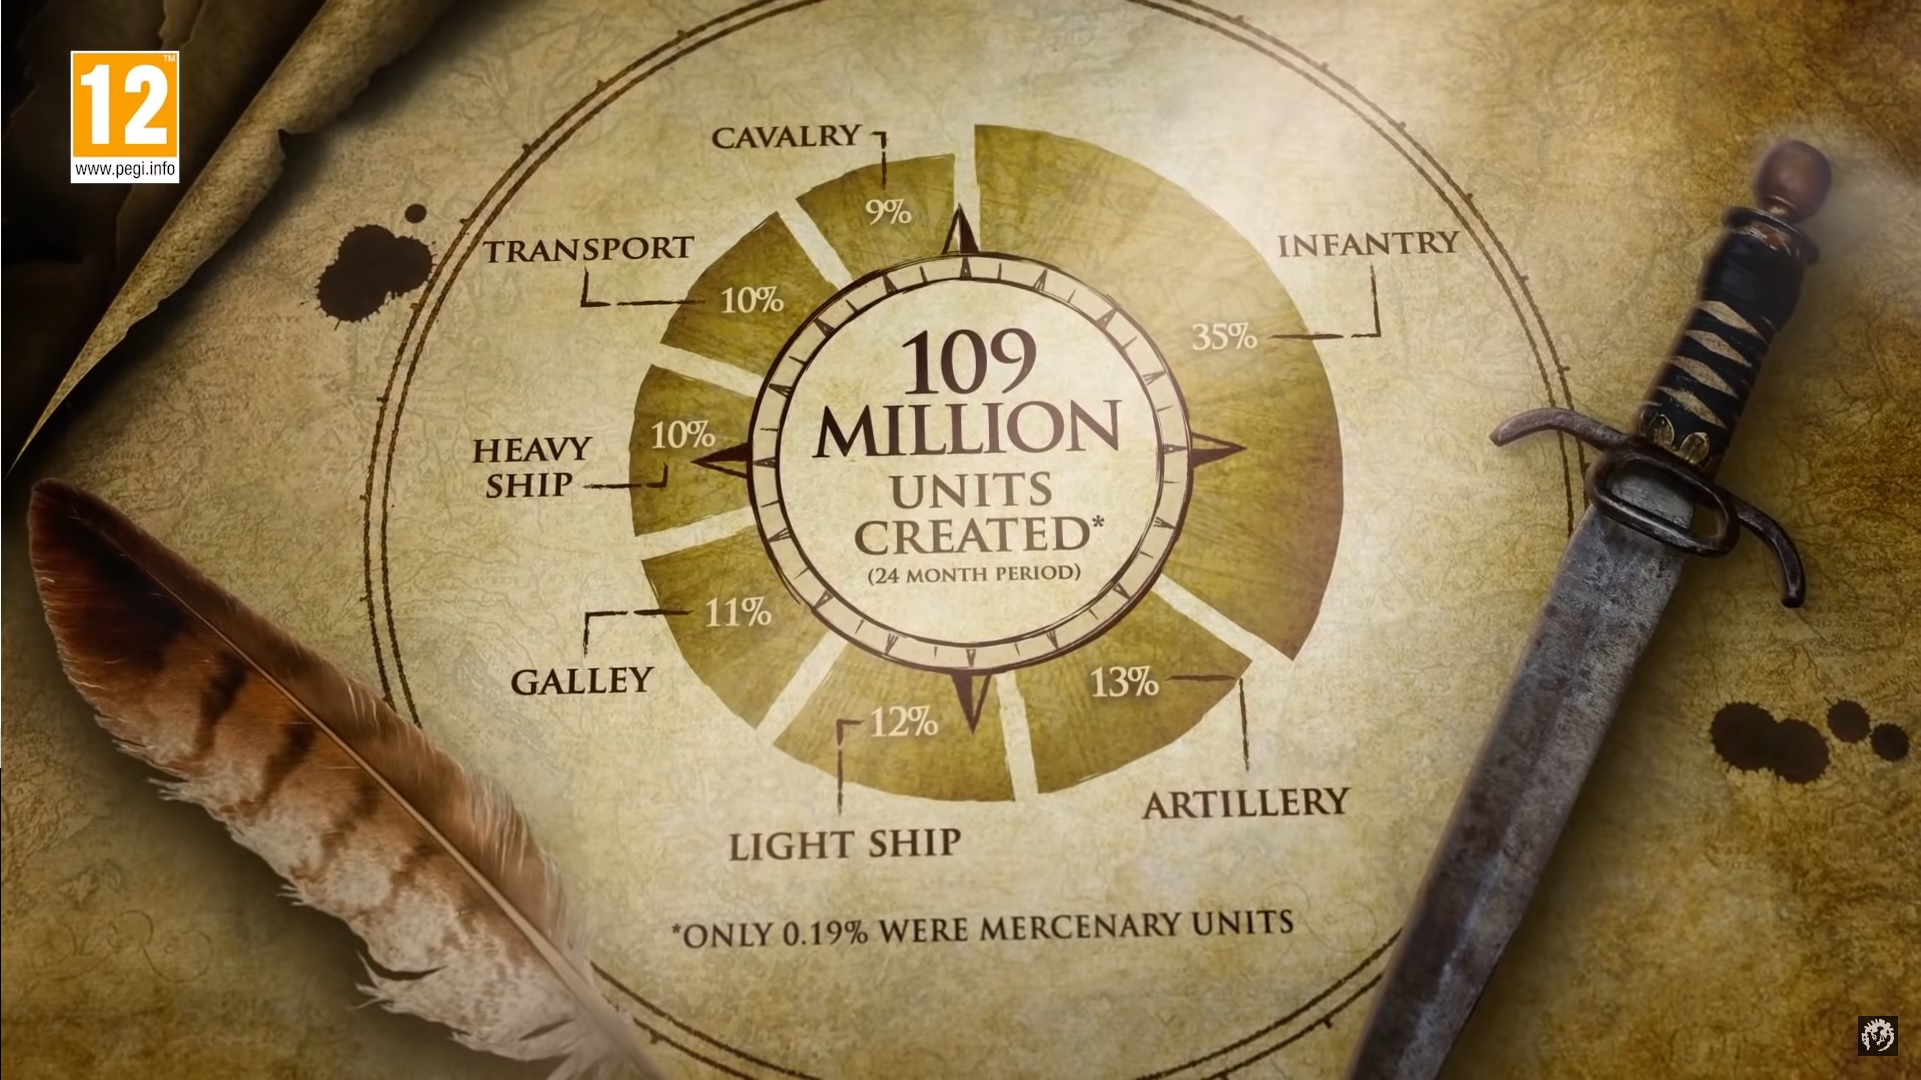 12™
www.pegi.info
CAVALRY
9%
TRANSPORT
10%
INFANTRY
35%
HEAVY
SHIP
10%
109
MILLION
UNITS
CREATED*
(24 MONTH PERIOD)
GALLEY
11%
LIGHT SHIP
12%
ARTILLERY
13%
*ONLY 0.19% WERE MERCENARY UNITS